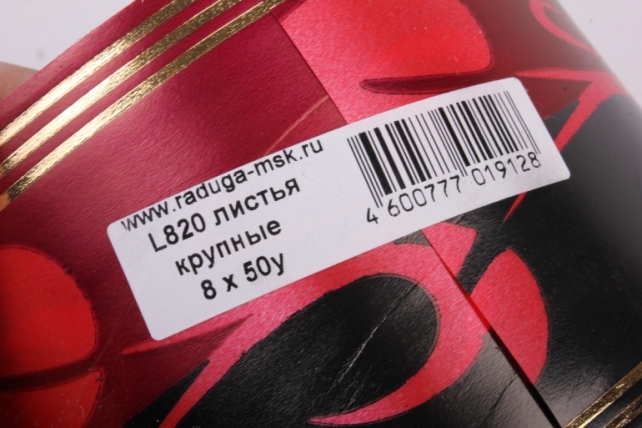 www.raduga-msk.ru
L820 листья
крупные
8 x 50y
4 600777 019128